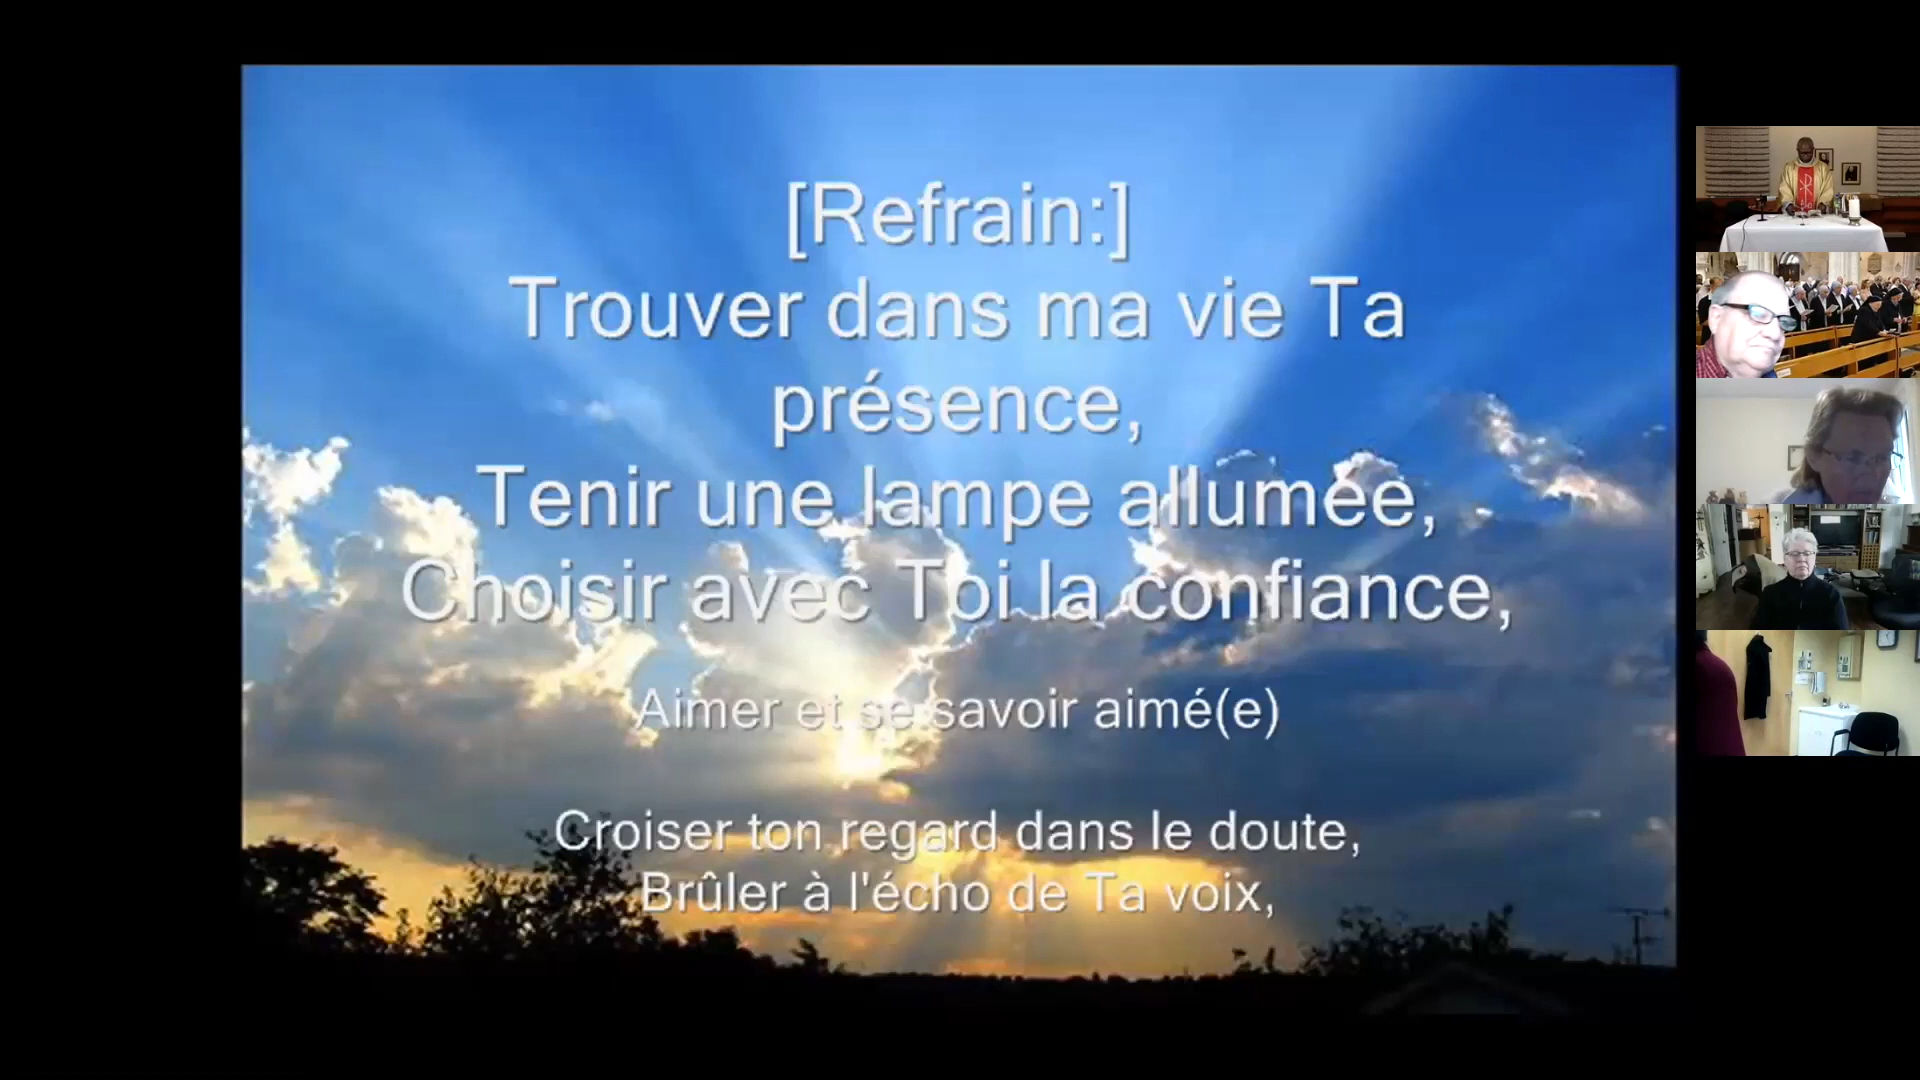 [Refrain:]
Trouver dans ma vie Ta
présence,
Tenir une lampe allumée,
Choisir avec Toi la confiance,
Aimer et se savoir aimé(e)
Croiser ton regard dans le doute,
Brûler à l'écho de Ta voix,